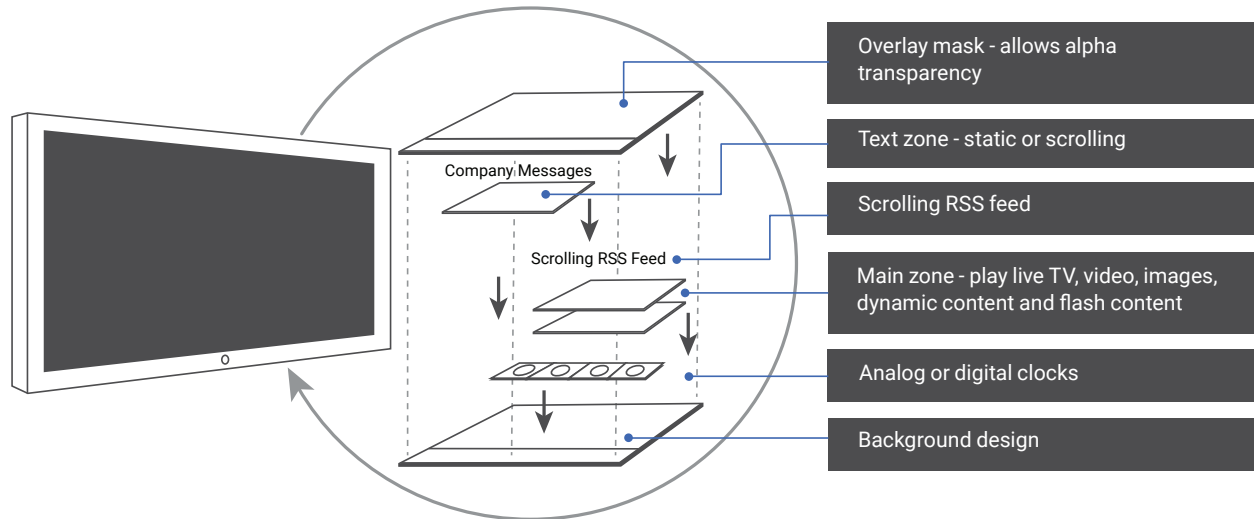 Overlay mask - allows alpha
transparency
Company Messages
Text zone - static or scrolling
Scrolling RSS feed
Scrolling RSS Feed
Main zone - play live TV, video, images,
dynamic content and flash content
Analog or digital clocks
Background design